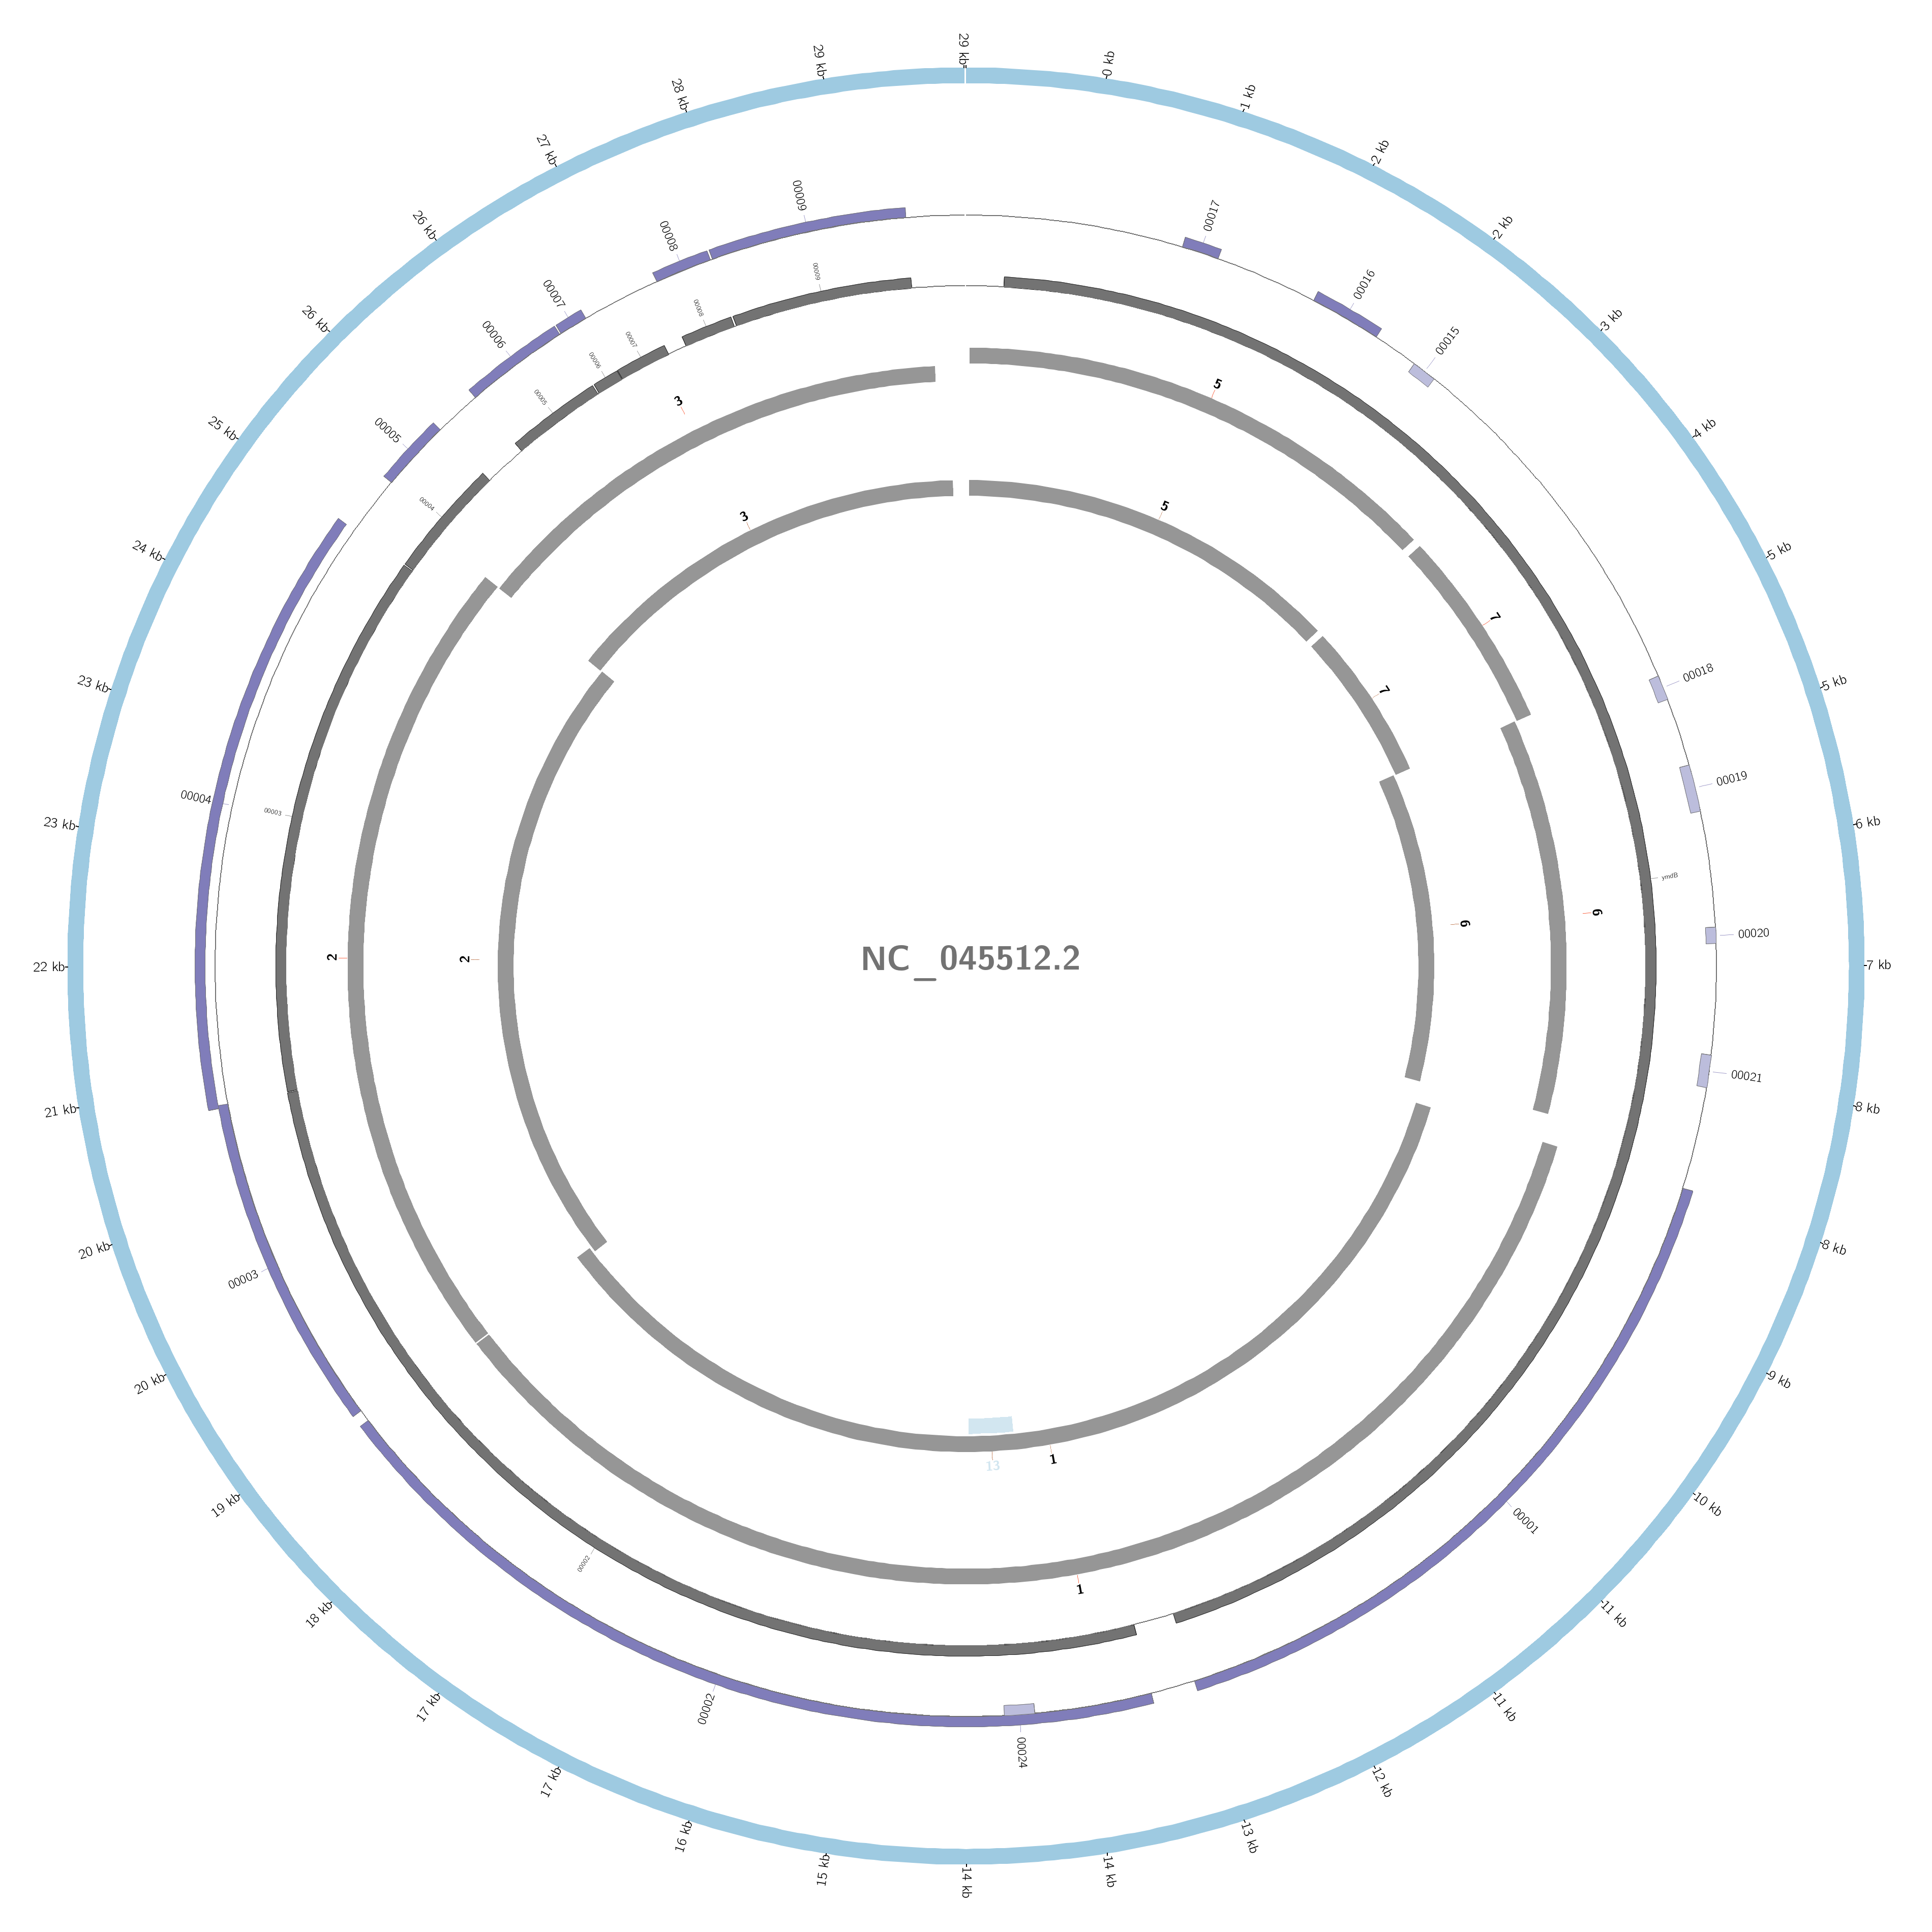 29 kb
0 kb
1 kb
2 kb
2 kb
3 kb
4 kb
5 kb
5 kb
6 kb
7 kb
8 kb
8 kb
9 kb
10 kb
11 kb
11 kb
12 kb
13 kb
14 kb
14 kb
15 kb
16 kb
17 kb
17 kb
18 kb
19 kb
20 kb
20 kb
21 kb
22 kb
23 kb
23 kb
24 kb
25 kb
26 kb
26 kb
27 kb
28 kb
29 kb
00017
00016
00015
00018
00019
00020
00021
00001
00024
00002
00003
00004
00005
00006
00007
00008
00009
ymdB
00002
00003
00004
00005
00006
00007
00008
00009
5
7
6
1
2
3
5
7
6
1
13
2
3
NC_045512.2